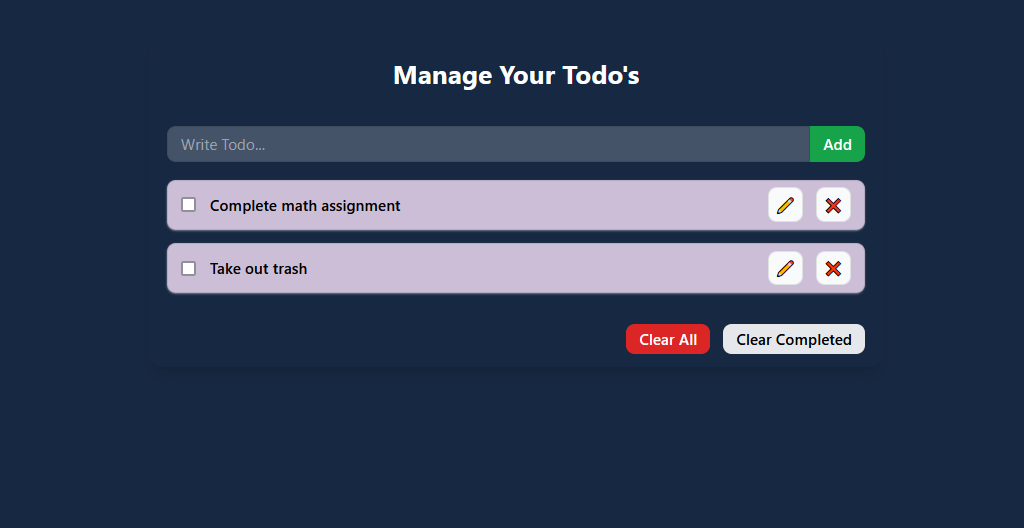 Manage Your Todo's
Write Todo...
Add
Complete math assignment
Take out trash
Clear All
Clear Completed